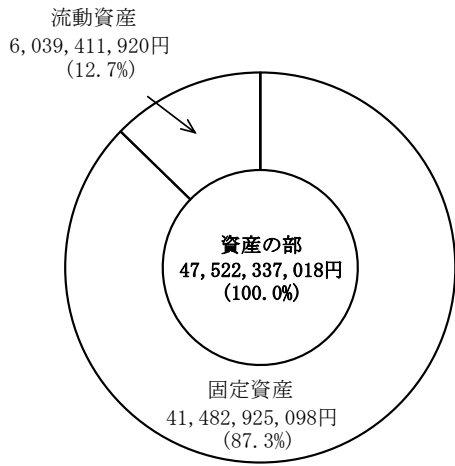 流動資産
6,039,411,920円
(12.7%)
資産の部
47,522,337,018円
(100.0%)
固定資産
41,482,925,098円
(87.3%)